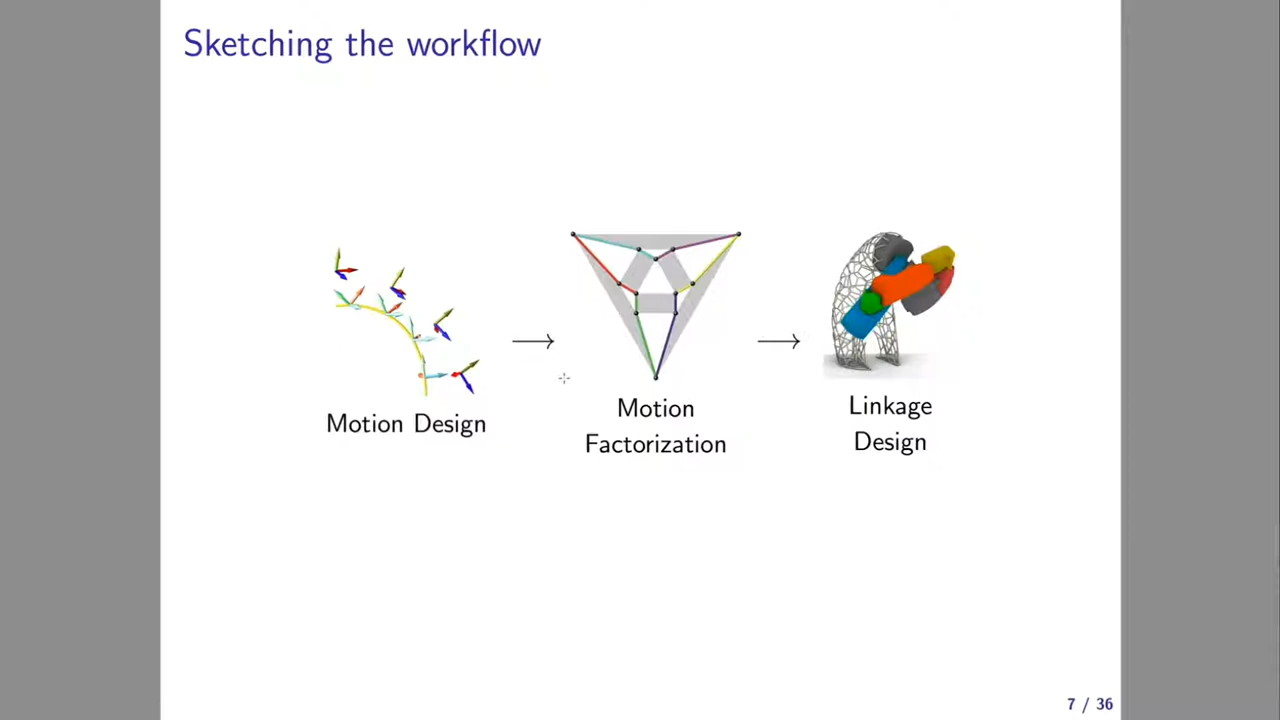 Sketching the workflow
Motion Design
Motion
Factorization
Linkage
Design
7 / 36